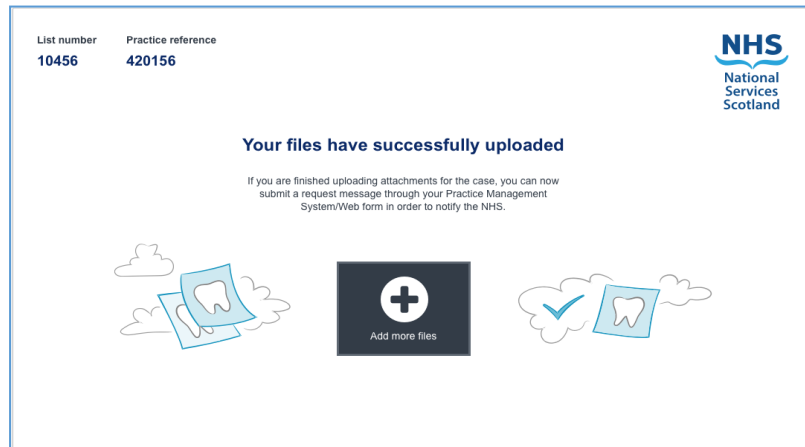 List number Practice reference
10456 420156
NHS
National
Services
Scotland
Your files have successfully uploaded
If you are finished uploading attachments for the case, you can now
submit a request message through your Practice Management
System/Web form in order to notify the NHS.
Add more files